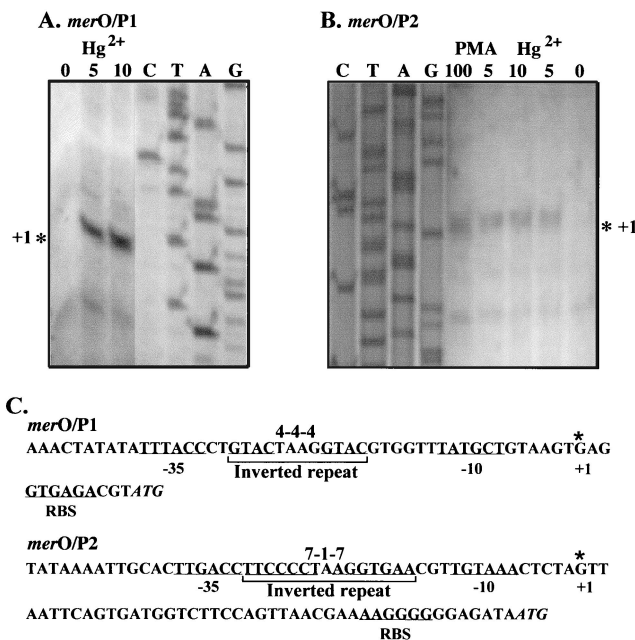 A. merO/P1
Hg2+
0 5 10 C T A G
+1 *
B. merO/P2
PMA Hg2+
C T A G 100 5 10 5 0
* +1
C.
merO/P1
4-4-4
*
AAACTATATATTTACCCTGTACTAAGGTACGTGGTTTATGCTGTAAGTGAG
-35 -10 +1
Inverted repeat
GTGAGACGTATG
RBS
merO/P2
7-1-7
*
TATAAAATTGCACTTGACCTTCCCCTAAGGTGAACGTTGTAAACTCTAGTT
-35 -10 +1
Inverted repeat
AATTCAGTGATGGTCTTCCAGTTAACGAAAAGGGGGGAGATAATG
RBS